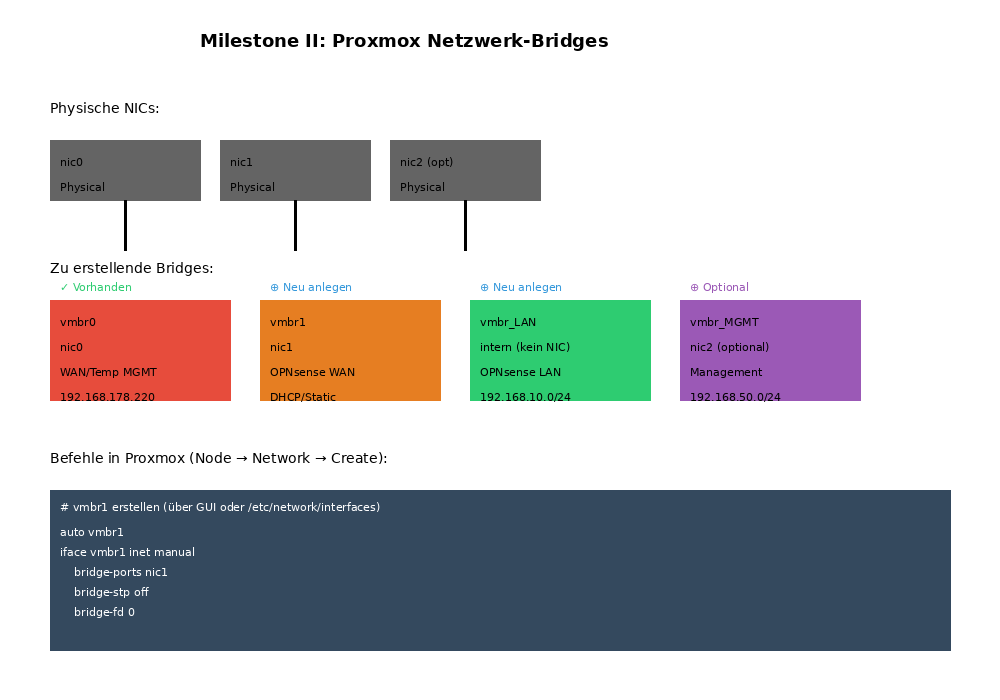 Milestone II: Proxmox Netzwerk-Bridges
Physische NICs:
nic0
Physical
nic1
Physical
nic2 (opt)
Physical
Zu erstellende Bridges:
✓ Vorhanden
vmbr0
nic0
WAN/Temp MGMT
192.168.178.220
⊕ Neu anlegen
vmbr1
nic1
OPNsense WAN
DHCP/Static
⊕ Neu anlegen
vmbr_LAN
intern (kein NIC)
OPNsense LAN
192.168.10.0/24
⊕ Optional
vmbr_MGMT
nic2 (optional)
Management
192.168.50.0/24
Befehle in Proxmox (Node → Network → Create):
# vmbr1 erstellen (über GUI oder /etc/network/interfaces)
auto vmbr1
iface vmbr1 inet manual
bridge-ports nic1
bridge-stp off
bridge-fd 0